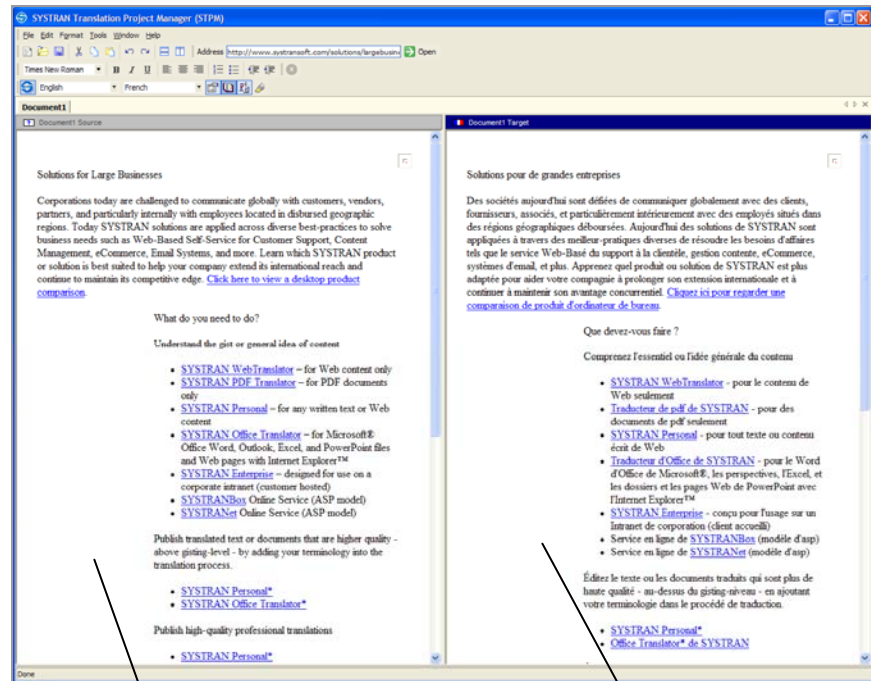 SYSTRAN Translation Project Manager (STPM)
File Edit Format Tools Window Help
Address http://www.systransoft.com/solutions/largebusine Open
Times New Roman B I U
English French
Document1
Document1 Source
Solutions for Large Businesses
Corporations today are challenged to communicate globally with customers, vendors,
partners, and particularly internally with employees located in disbursed geographic
regions. Today SYSTRAN solutions are applied across diverse best-practices to solve
business needs such as Web-Based Self-Service for Customer Support, Content
Management, eCommerce, Email Systems, and more. Learn which SYSTRAN product
or solution is best suited to help your company extend its international reach and
continue to maintain its competitive edge. Click here to view a desktop product
comparison.
What do you need to do?
Understand the gist or general idea of content
• SYSTRAN WebTranslator – for Web content only
• SYSTRAN PDF Translator – for PDF documents
only
• SYSTRAN Personal – for any written text or Web
content
• SYSTRAN Office Translator – for Microsoft®
Office Word, Outlook, Excel, and PowerPoint files
and Web pages with Internet Explorer™
• SYSTRAN Enterprise – designed for use on a
corporate intranet (customer hosted)
• SYSTRANBox Online Service (ASP model)
• SYSTRANet Online Service (ASP model)
Publish translated text or documents that are higher quality -
above gisting-level - by adding your terminology into the
translation process.
• SYSTRAN Personal*
• SYSTRAN Office Translator*
Publish high-quality professional translations
• SYSTRAN Personal*
Document1 Target
Solutions pour de grandes entreprises
Des sociétés aujourd'hui sont défiées de communiquer globalement avec des clients,
fournisseurs, associés, et particulièrement intérieurement avec des employés situés dans
des régions géographiques déboursées. Aujourd'hui des solutions de SYSTRAN sont
appliquées à travers des meilleur-pratiques diverses de résoudre les besoins d'affaires
tels que le service Web-Basé du support à la clientèle, gestion contente, eCommerce,
systèmes d'email, et plus. Apprenez quel produit ou solution de SYSTRAN est plus
adaptée pour aider votre compagnie à prolonger son extension internationale et à
continuer à maintenir son avantage concurrentiel. Cliquez ici pour regarder une
comparaison de produit d'ordinateur de bureau.
Que devez-vous faire ?
Comprenez l'essentiel ou l'idée générale du contenu
• SYSTRAN WebTranslator - pour le contenu de
Web seulement
• Traducteur de pdf de SYSTRAN - pour des
documents de pdf seulement
• SYSTRAN Personal - pour tout texte ou contenu
écrit de Web
• Traducteur d'Office de SYSTRAN - pour le Word
d'Office de Microsoft®, les perspectives, l'Excel, et
les dossiers et les pages Web de PowerPoint avec
l'Internet Explorer™
• SYSTRAN Enterprise - conçu pour l'usage sur un
Intranet de corporation (client accueilli)
• Service en ligne de SYSTRANBox (modèle d'asp)
• Service en ligne de SYSTRANet (modèle d'asp)
Éditez le texte ou les documents traduits qui sont plus de
haute qualité - au-dessus du gisting-niveau - en ajoutant
votre terminologie dans le procédé de traduction.
• SYSTRAN Personal*
• Office Translator* de SYSTRAN
Done